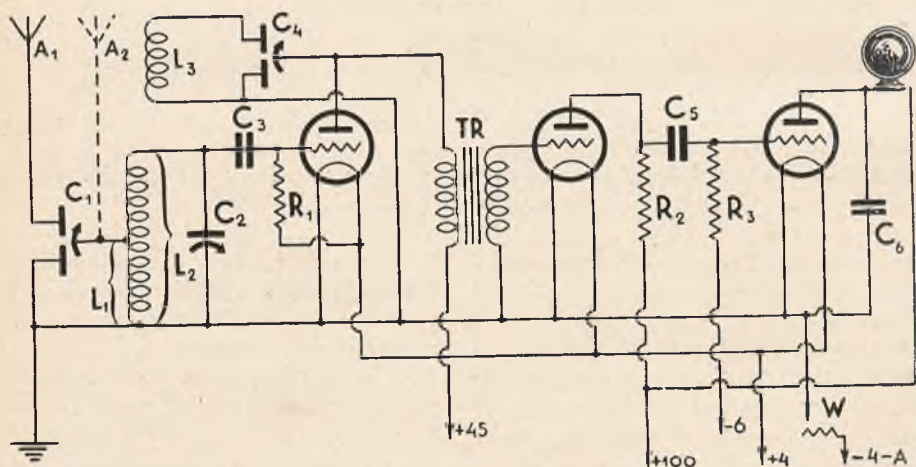 A1
A2
C4
L3
C3
C1
C2
R1
L2
L1
TR
C5
R2
R3
C6
W
+45
+100
-6
+4
-4-A